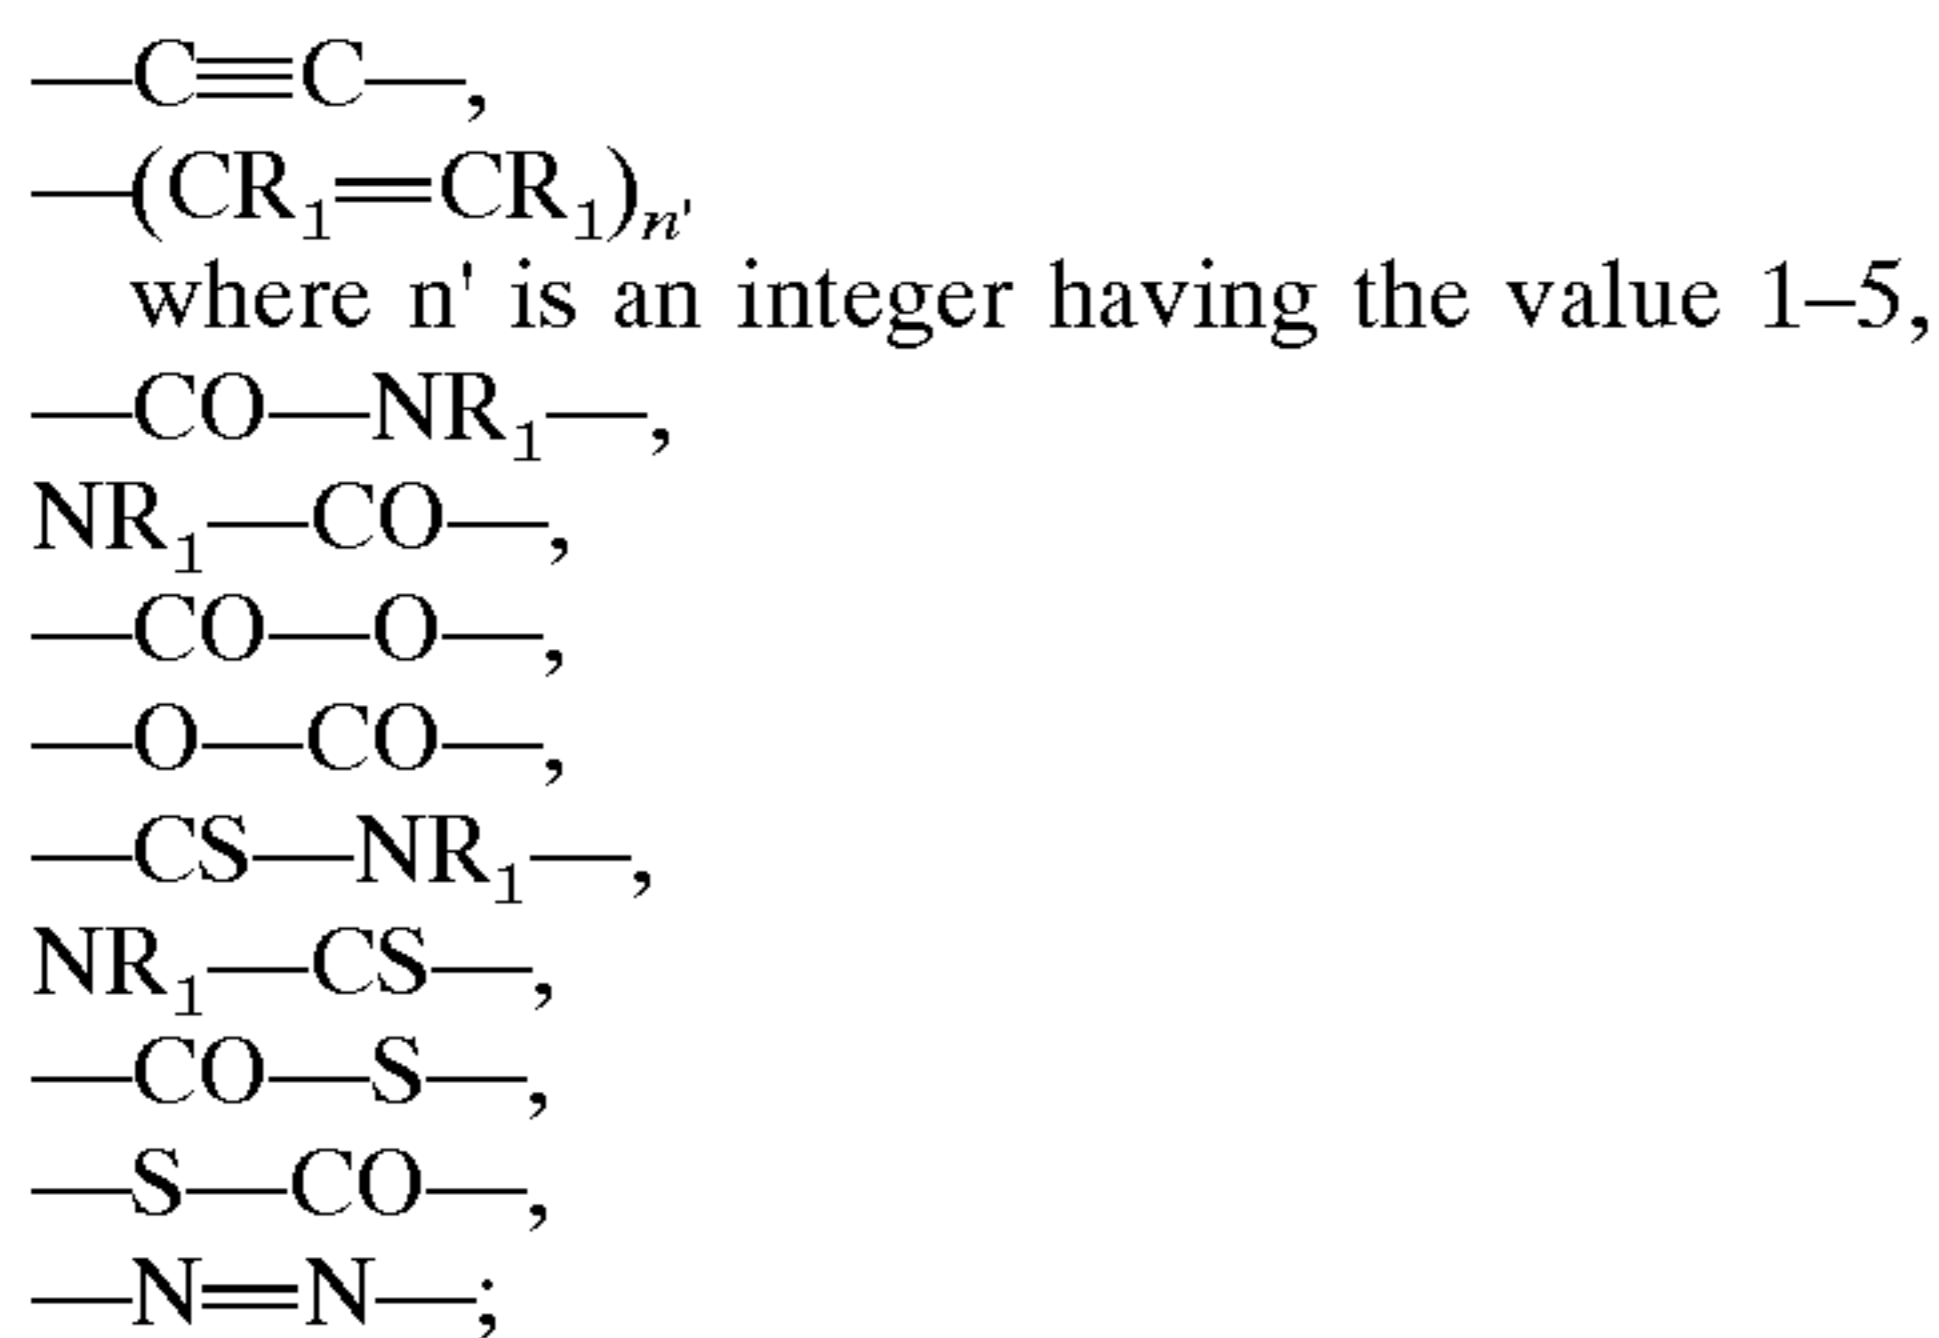 —C≡C—,
—(CR₁=CR₁)ₙ'
where n' is an integer having the value 1–5,
—CO—NR₁—,
NR₁—CO—,
—CO—O—,
—O—CO—,
—CS—NR₁—,
NR₁—CS—,
—CO—S—,
—S—CO—,
—N=N—;